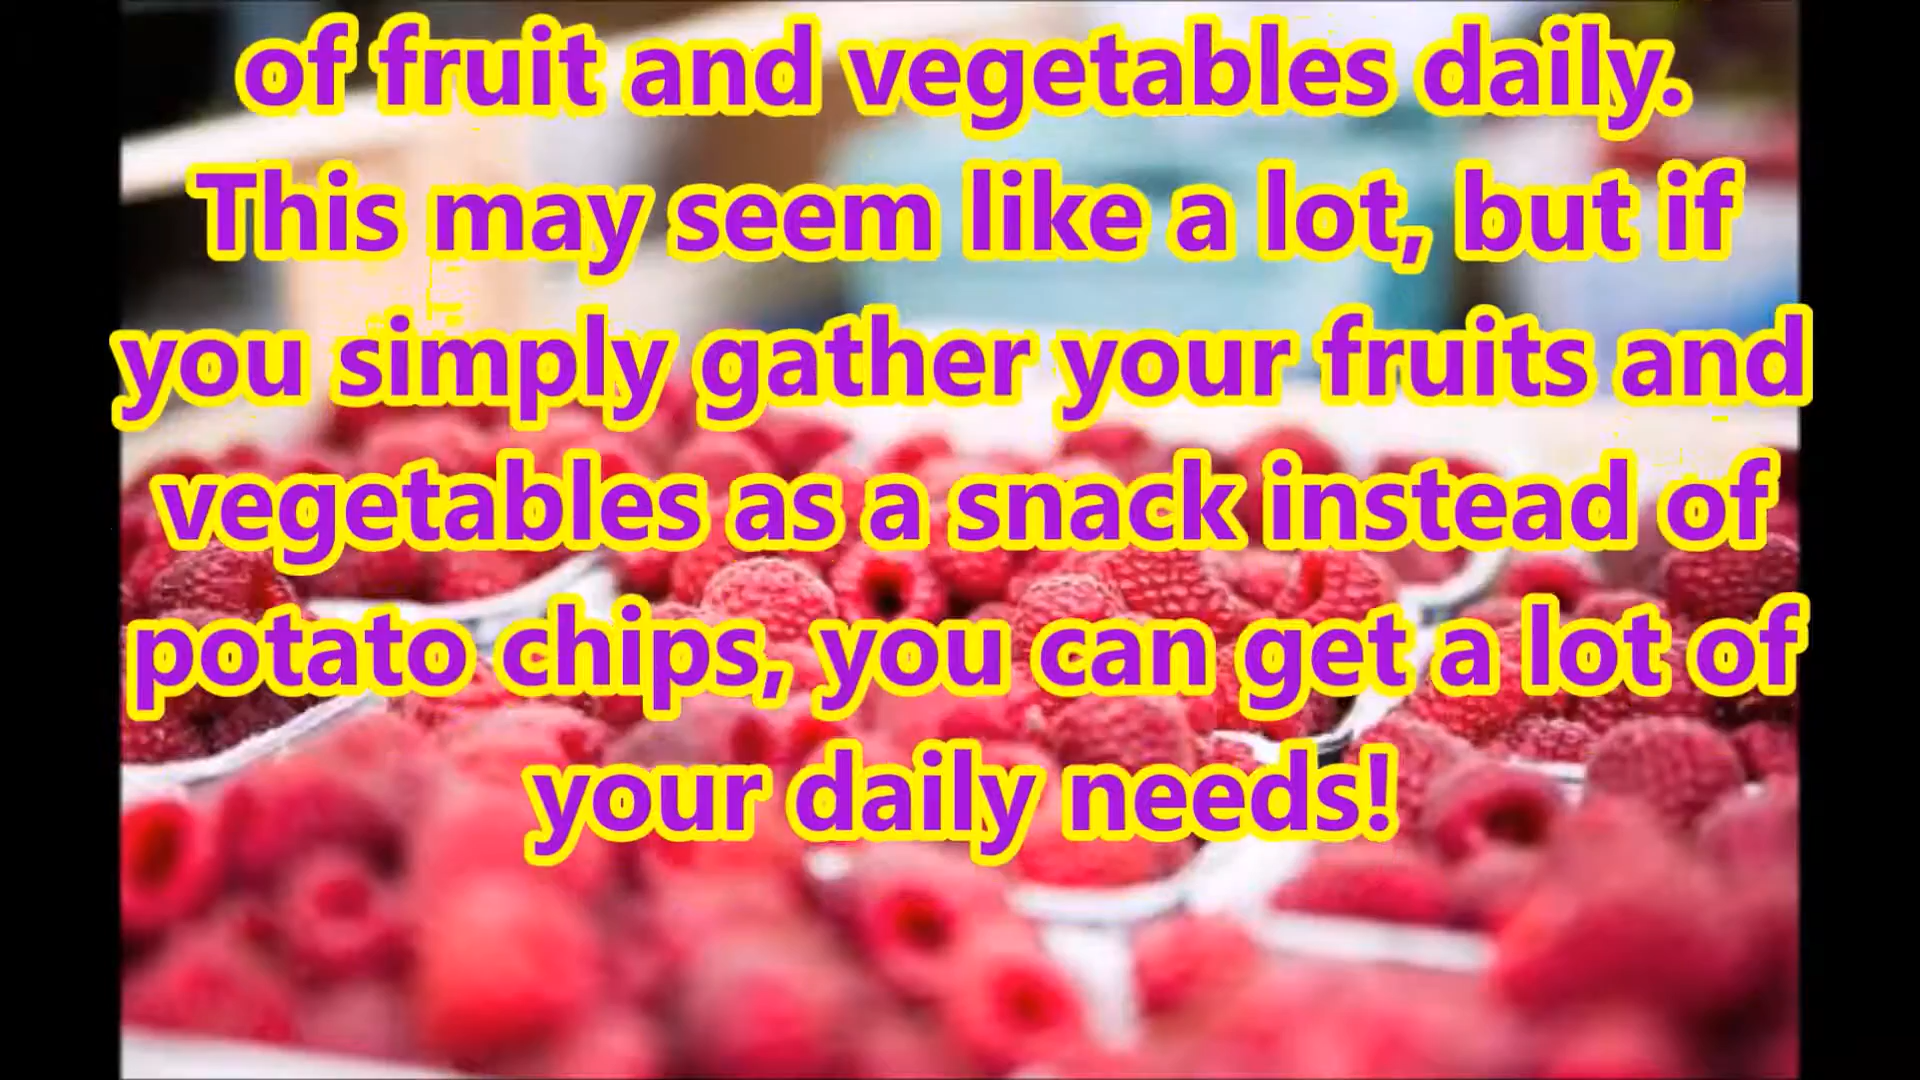 of fruit and vegetables daily.
This may seem like a lot, but if
you simply gather your fruits and
vegetables as a snack instead of
potato chips, you can get a lot of
your daily needs!